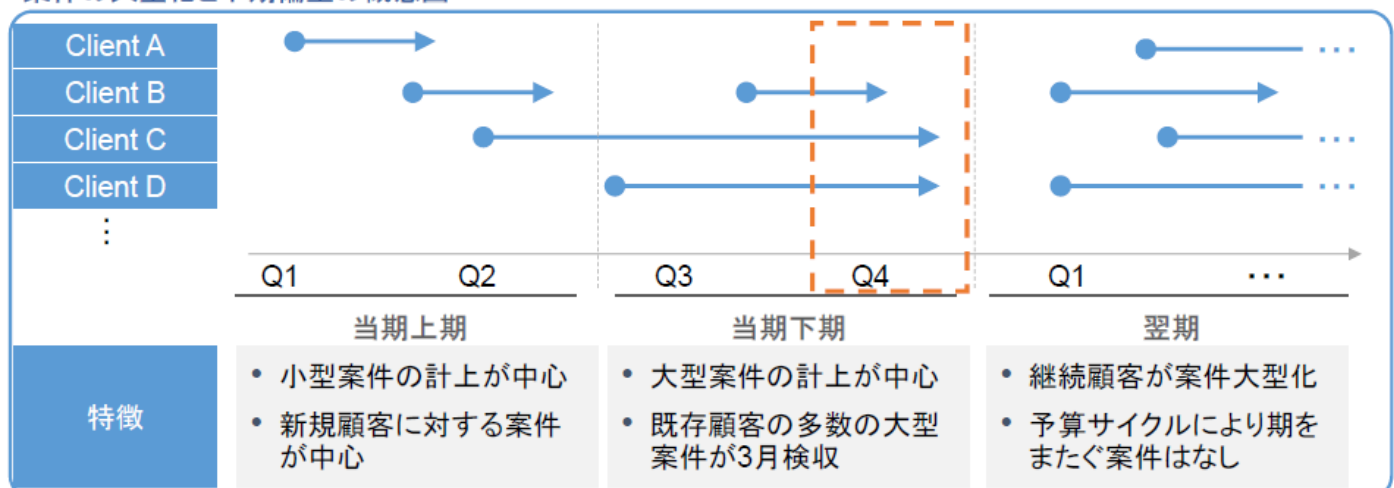 Client A
Client B
Client C
Client D
⋮
Q1 Q2 Q3 Q4 Q1 ･･･
当期上期 当期下期 翌期
特徴
• 小型案件の計上が中心
• 新規顧客に対する案件
が中心
• 大型案件の計上が中心
• 既存顧客の多数の大型
案件が3月検収
• 継続顧客が案件大型化
• 予算サイクルにより期を
またぐ案件はなし